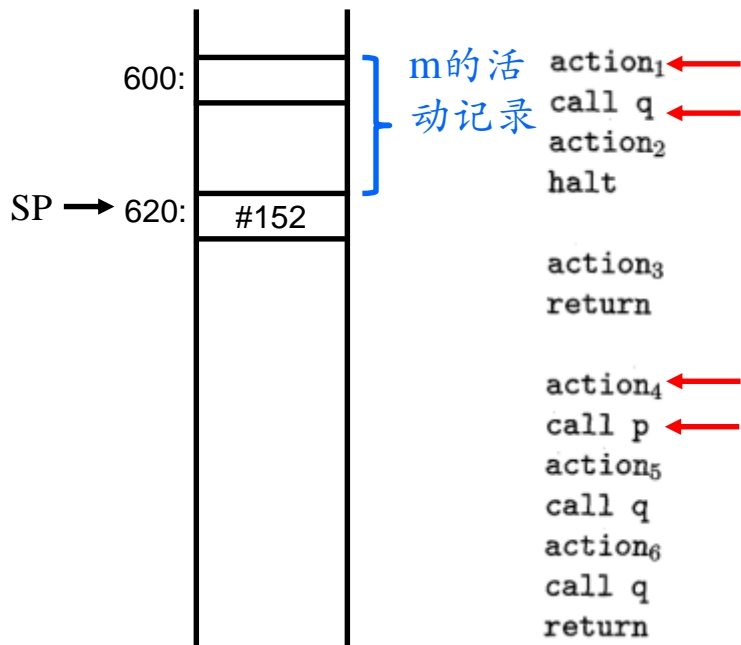 600:
m的活
动记录
SP
620:
#152
action₁
call q
action₂
halt
action₃
return
action₄
call p
action₅
call q
action₆
call q
return